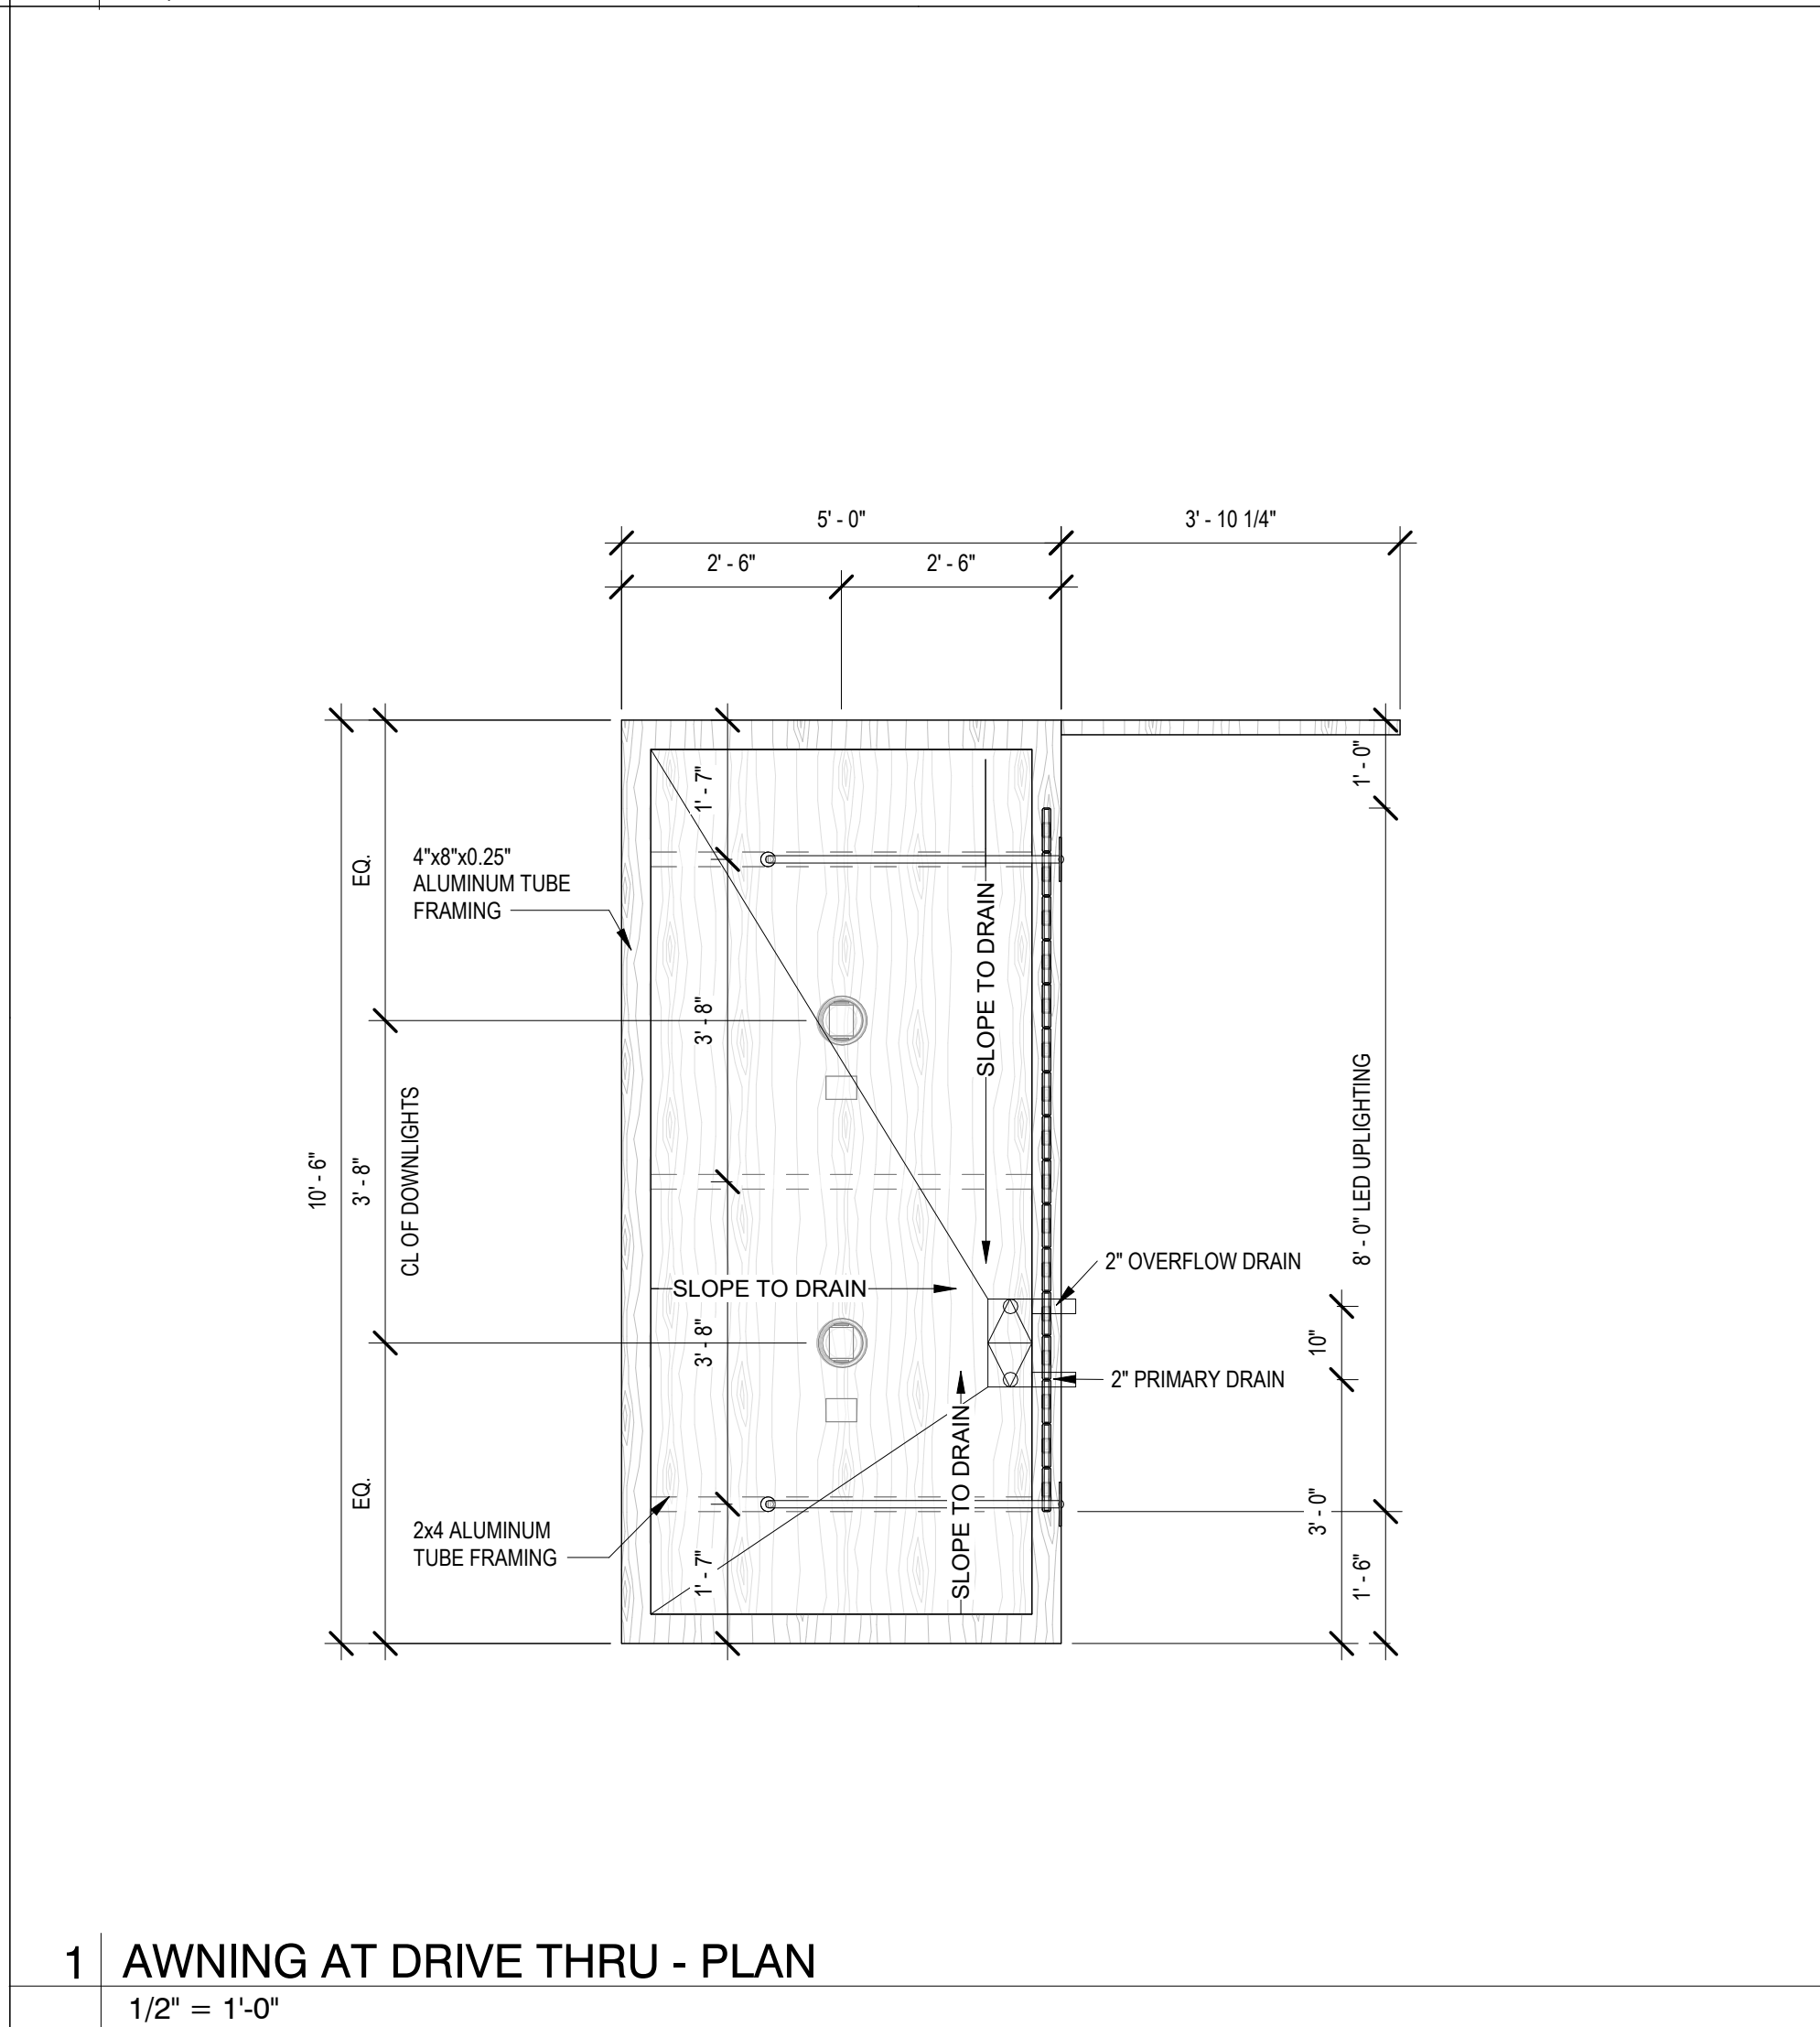 5' - 0"
3' - 10 1/4"
2' - 6"
2' - 6"
1' - 0"
1' - 7"
EQ.
4"x8"x0.25"
ALUMINUM TUBE
FRAMING
SLOPE TO DRAIN
3' - 8"
10' - 6"
3' - 8"
CL OF DOWNLIGHTS
8' - 0" LED UPLIGHTING
2" OVERFLOW DRAIN
SLOPE TO DRAIN
3' - 8"
10"
2" PRIMARY DRAIN
SLOPE TO DRAIN
EQ.
2x4 ALUMINUM
TUBE FRAMING
1' - 7"
3' - 0"
1' - 6"
1 AWNING AT DRIVE THRU - PLAN
1/2" = 1'-0"